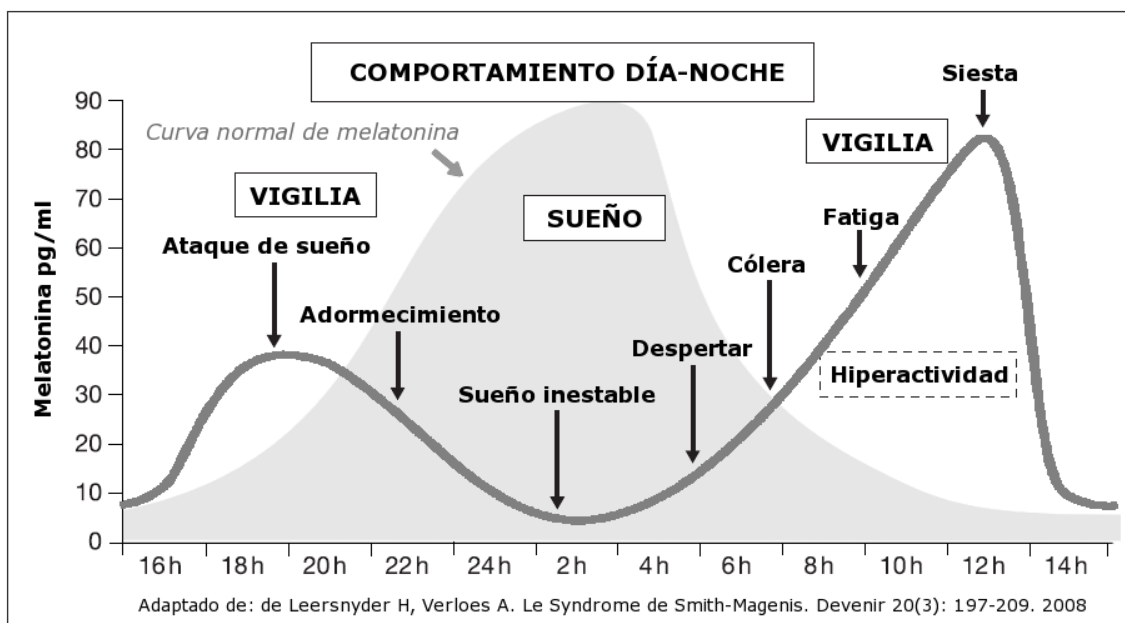 COMPORTAMIENTO DÍA-NOCHE
Siesta
90
Curva normal de melatonina
80
VIGILIA
VIGILIA
70
SUEÑO
Fatiga
60
Ataque de sueño
Cólera
50
Adormecimiento
40
Despertar
Hiperactividad
30
Sueño inestable
20
10
0
Melatonina pg/ml
16h 18h 20h 22h 24h 2h 4h 6h 8h 10h 12h 14h
Adaptado de: de Leersnyder H, Verloes A. Le Syndrome de Smith-Magenis. Devenir 20(3): 197-209. 2008